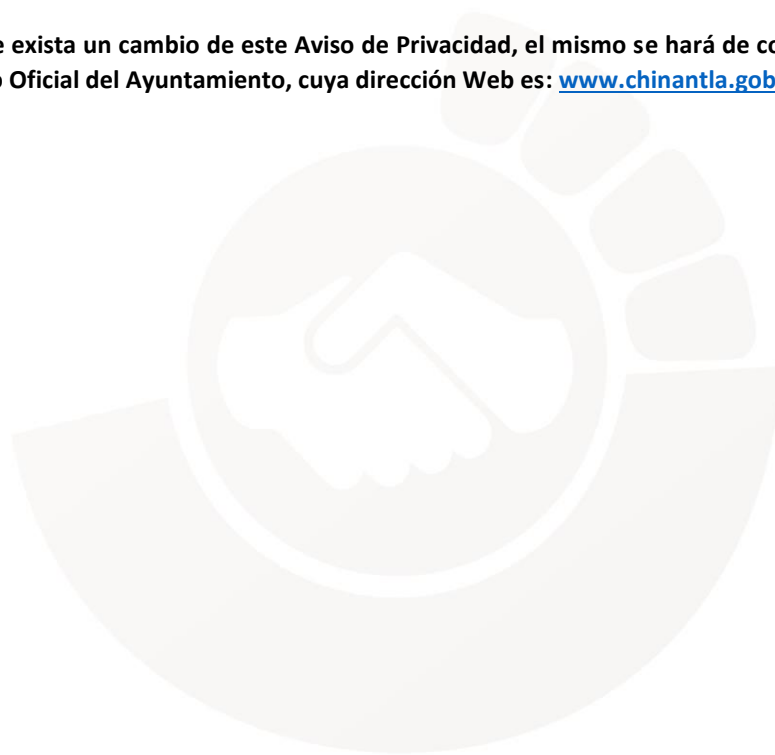 e exista un cambio de este Aviso de Privacidad, el mismo se hará de co
o Oficial del Ayuntamiento, cuya dirección Web es: www.chinantla.gob